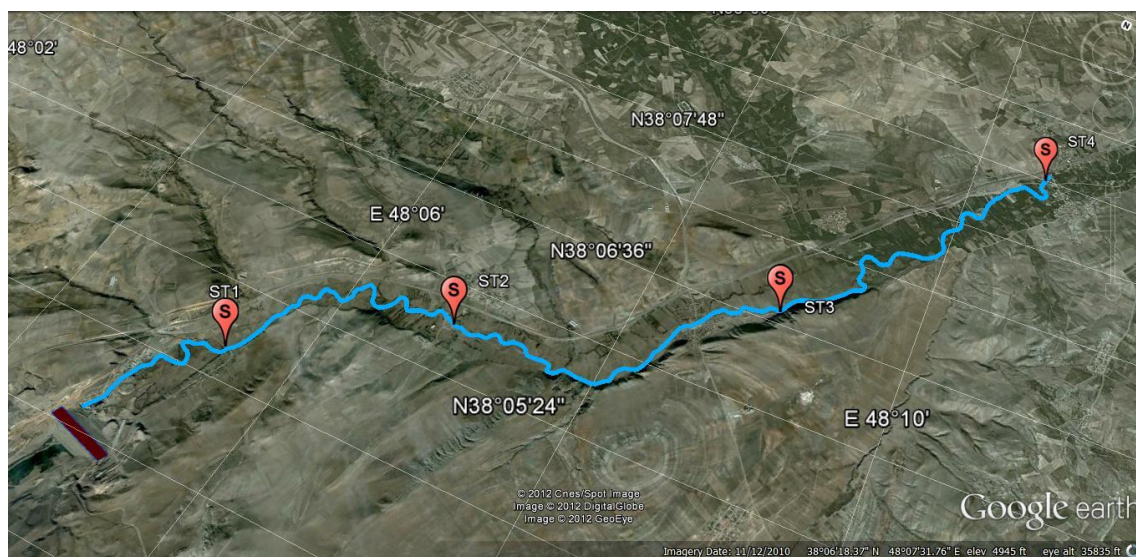 48°02'
N
N38°07'48"
ST4
S
E 48°06'
N38°06'36"
ST1
S
ST2
S
S
ST3
N38°05'24"
E 48°10'
© 2012 Cnes/Spot Image
Image © 2012 DigitalGlobe
Image © 2012 GeoEye
Google earth
Imagery Date: 11/12/2010 38°06'18.37" N 48°07'31.76" E elev 4945 ft eye alt 35835 ft